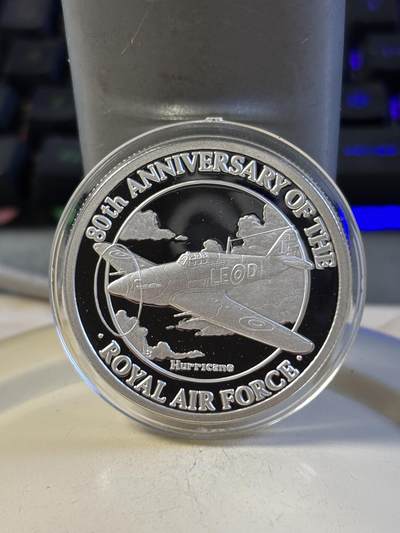 80th ANNIVERSARY OF THE
LE D
Hurricane
· ROYAL AIR FORCE ·